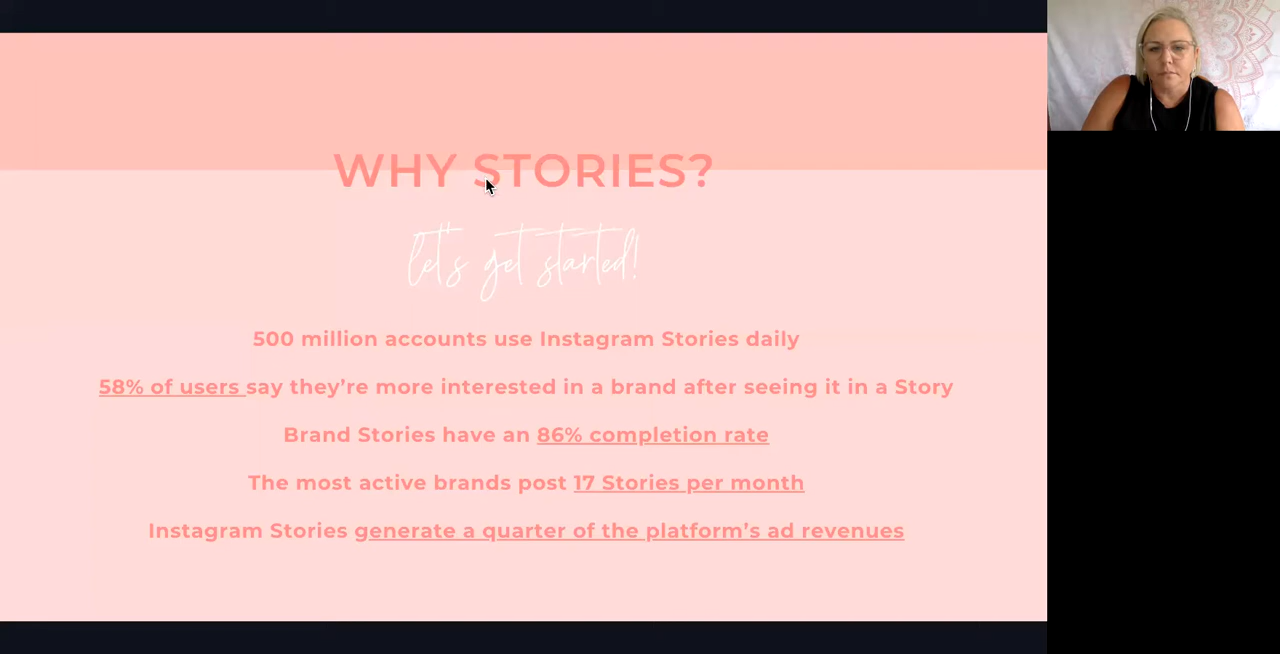 WHY STORIES?
let's get started!
500 million accounts use Instagram Stories daily
58% of users say they’re more interested in a brand after seeing it in a Story
Brand Stories have an 86% completion rate
The most active brands post 17 Stories per month
Instagram Stories generate a quarter of the platform’s ad revenues